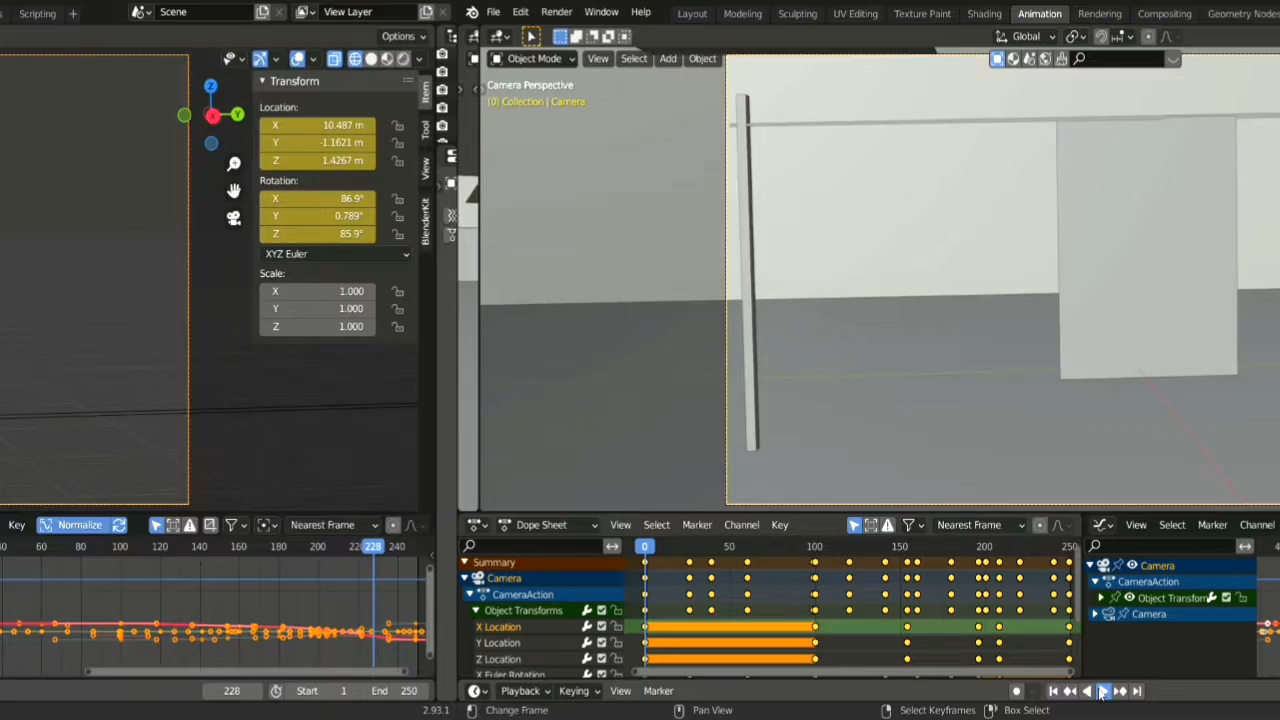 Scripting
Scene
View Layer
File Edit Render Window Help
Layout Modeling Sculpting UV Editing Texture Paint Shading Animation Rendering Compositing Geometry Nodes
Options
Global
Object Mode View Select Add Object
Transform
Location:
X 10.487 m
Y -1.1621 m
Z 1.4267 m
Rotation:
X 86.9°
Y 0.789°
Z 85.9°
XYZ Euler
Scale:
X 1.000
Y 1.000
Z 1.000
Item
Tool
View
BlenderKit
Z
Y
X
Camera Perspective
(0) Collection | Camera
Key Normalize Nearest Frame
60 80 100 120 140 160 180 200 228 240
228 Start 1 End 250
2.93.1
Dope Sheet View Select Marker Channel Key Nearest Frame
0 50 100 150 200 250
Summary
Camera
CameraAction
Object Transforms
X Location
Y Location
Z Location
X Euler Rotation
View Select Marker Channel
Camera
CameraAction
Object Transform
Camera
Playback Keying View Marker
Change Frame Pan View Select Keyframes Box Select